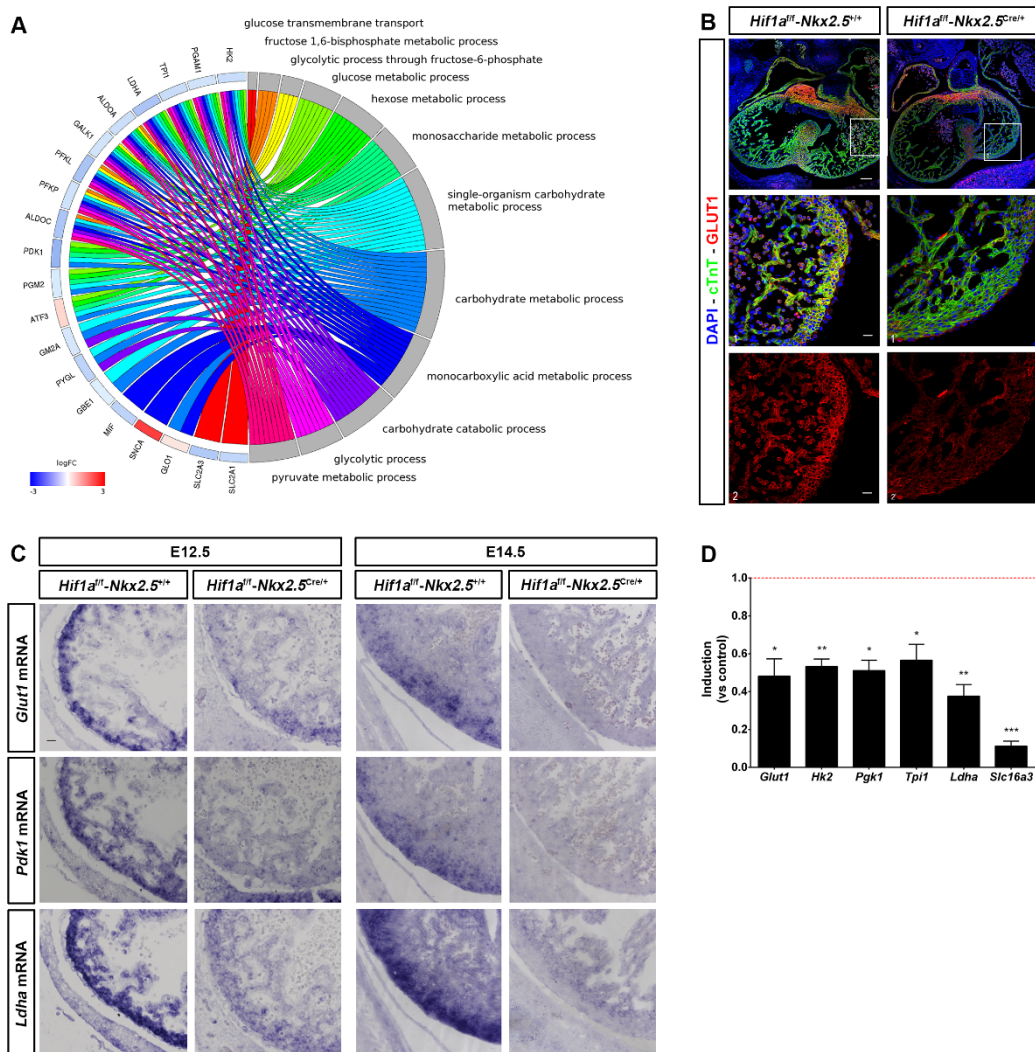 A
glucose transmembrane transport
fructose 1,6-bisphosphate metabolic process
glycolytic process through fructose-6-phosphate
glucose metabolic process
hexose metabolic process
monosaccharide metabolic process
single-organism carbohydrate
metabolic process
carbohydrate metabolic process
monocarboxylic acid metabolic process
carbohydrate catabolic process
glycolytic process
pyruvate metabolic process
HK2
PGAM1
TPI1
LDHA
ALDOA
GALK1
PFKL
PFKP
ALDOC
PDK1
PGM2
ATF3
GM2A
PYGL
GBE1
MIF
SNCA
GLO1
SLC2A3
SLC2A1
logFC
-3 3
B
Hif1a^f/f-Nkx2.5^+/+ Hif1a^f/f-Nkx2.5^Cre/+
DAPI - cTnT - GLUT1
1 1'
2 2'
C
E12.5 E14.5
Hif1a^f/f-Nkx2.5^+/+ Hif1a^f/f-Nkx2.5^Cre/+ Hif1a^f/f-Nkx2.5^+/+ Hif1a^f/f-Nkx2.5^Cre/+
Glut1 mRNA
Pdk1 mRNA
Ldha mRNA
D
Induction
(vs control)
1.0
0.8
0.6
0.4
0.2
0.0
* ** * * ** ***
Glut1 Hk2 Pgk1 Tpi1 Ldha Slc16a3